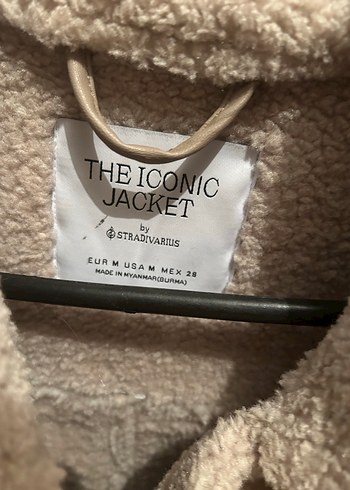 THE ICONIC
JACKET
by
STRADIVARIUS
EUR M USA M MEX 28
MADE IN MYANMAR(BURMA)